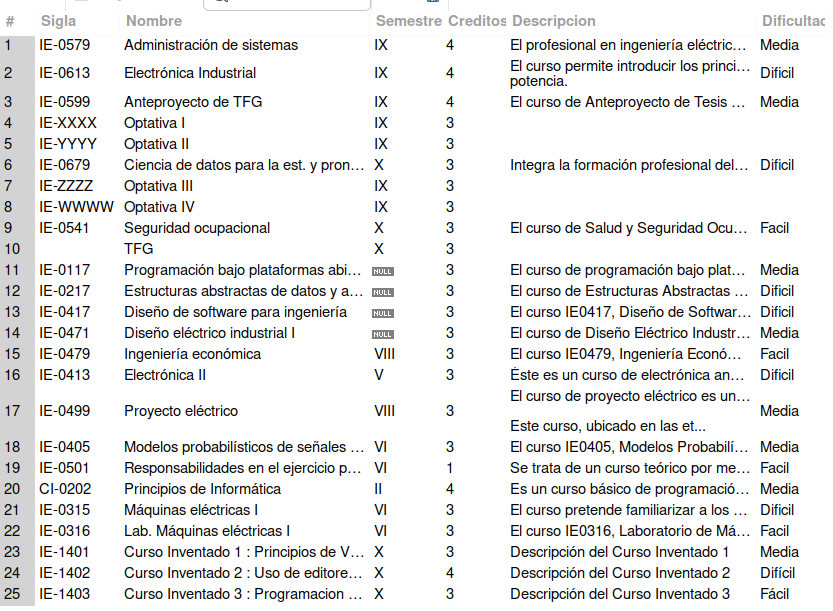 # Sigla Nombre Semestre Creditos Descripcion Dificultad
1 IE-0579 Administración de sistemas IX 4 El profesional en ingeniería eléctric... Media
2 IE-0613 Electrónica Industrial IX 4 El curso permite introducir los princi... potencia. Dificil
3 IE-0599 Anteproyecto de TFG IX 4 El curso de Anteproyecto de Tesis ... Media
4 IE-XXXX Optativa I IX 3
5 IE-YYYY Optativa II IX 3
6 IE-0679 Ciencia de datos para la est. y pron... X 3 Integra la formación profesional del... Dificil
7 IE-ZZZZ Optativa III IX 3
8 IE-WWWW Optativa IV IX 3
9 IE-0541 Seguridad ocupacional X 3 El curso de Salud y Seguridad Ocu... Facil
10 TFG X 3
11 IE-0117 Programación bajo plataformas abi... NULL 3 El curso de programación bajo plat... Media
12 IE-0217 Estructuras abstractas de datos y a... NULL 3 El curso de Estructuras Abstractas ... Dificil
13 IE-0417 Diseño de software para ingeniería NULL 3 El curso IE0417, Diseño de Softwar... Dificil
14 IE-0471 Diseño eléctrico industrial I NULL 3 El curso de Diseño Eléctrico Industr... Media
15 IE-0479 Ingeniería económica VIII 3 El curso IE0479, Ingeniería Econó... Facil
16 IE-0413 Electrónica II V 3 Éste es un curso de electrónica an... Dificil
17 IE-0499 Proyecto eléctrico VIII 3 El curso de proyecto eléctrico es un... Media
Este curso, ubicado en las et...
18 IE-0405 Modelos probabilísticos de señales ... VI 3 El curso IE0405, Modelos Probabilí... Media
19 IE-0501 Responsabilidades en el ejercicio p... VI 1 Se trata de un curso teórico por me... Facil
20 CI-0202 Principios de Informática II 4 Es un curso básico de programació... Media
21 IE-0315 Máquinas eléctricas I VI 3 El curso pretende familiarizar a los ... Dificil
22 IE-0316 Lab. Máquinas eléctricas I VI 3 El curso IE0316, Laboratorio de Má... Facil
23 IE-1401 Curso Inventado 1 : Principios de V... X 3 Descripción del Curso Inventado 1 Media
24 IE-1402 Curso Inventado 2 : Uso de editore... X 4 Descripción del Curso Inventado 2 Difícil
25 IE-1403 Curso Inventado 3 : Programacion ... X 3 Descripción del Curso Inventado 3 Fácil